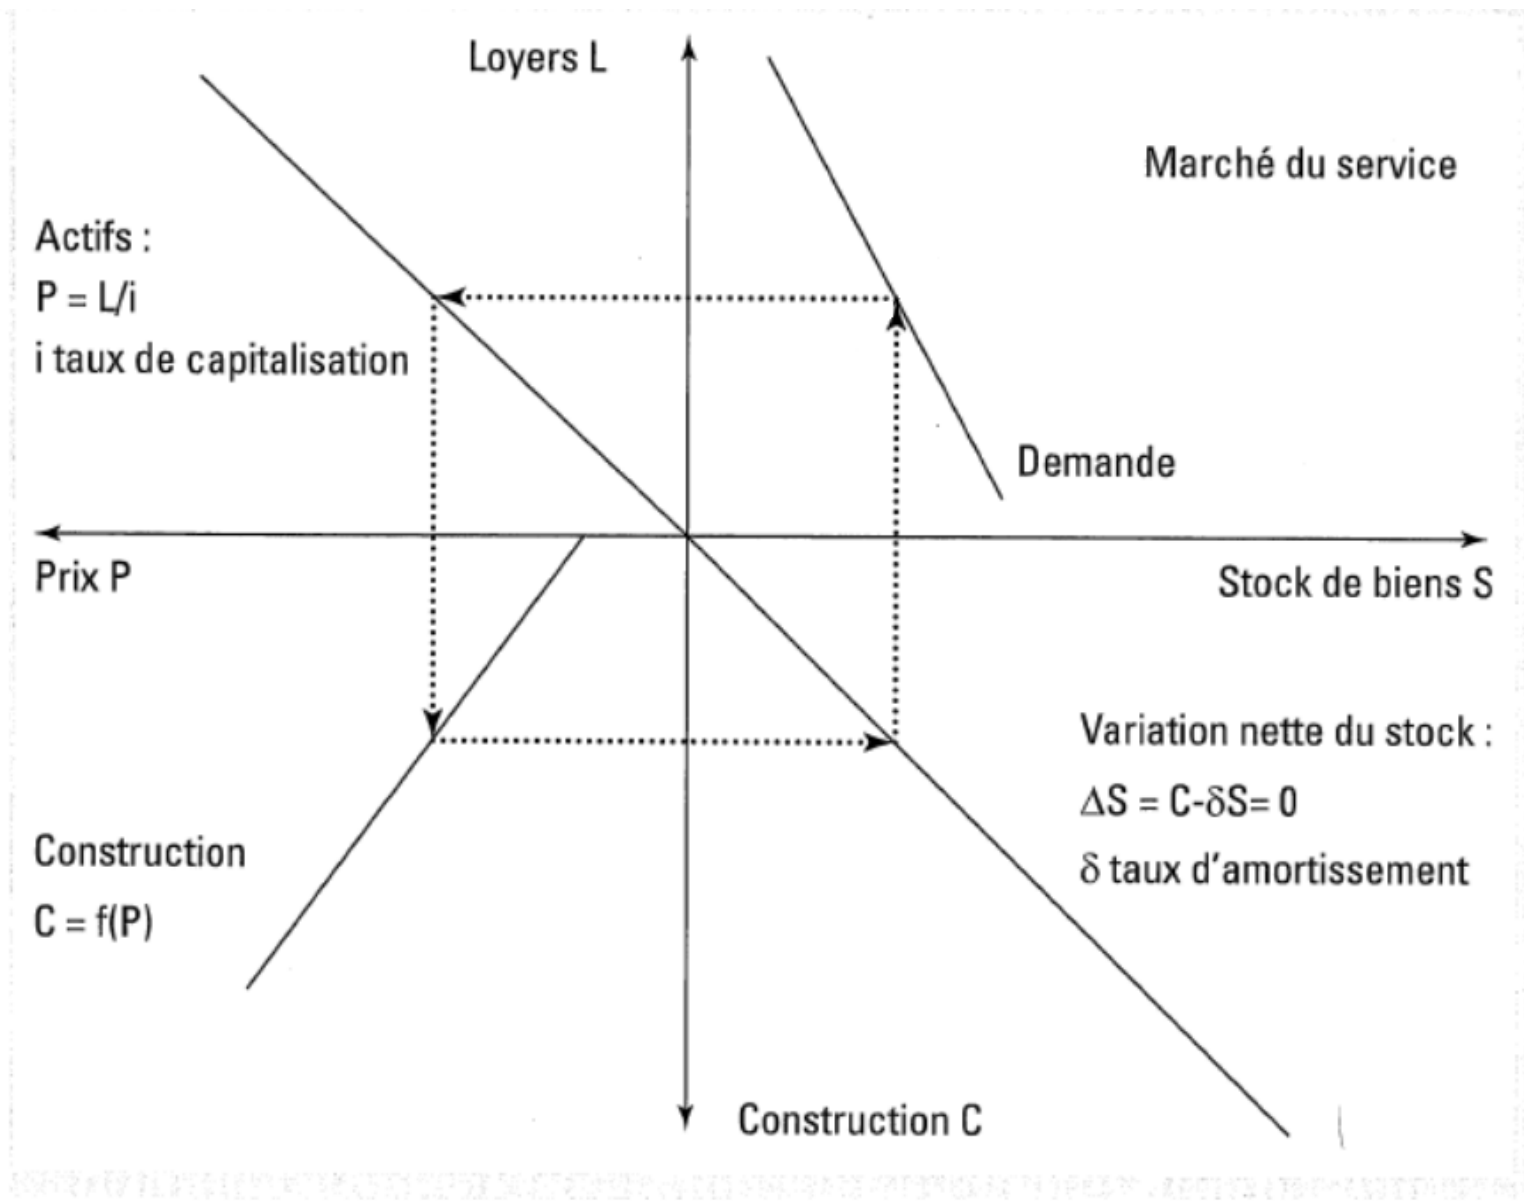 Loyers L
Marché du service
Actifs :
P = L/i
i taux de capitalisation
Demande
Prix P
Stock de biens S
Variation nette du stock :
ΔS = C-δS= 0
δ taux d'amortissement
Construction
C = f(P)
Construction C